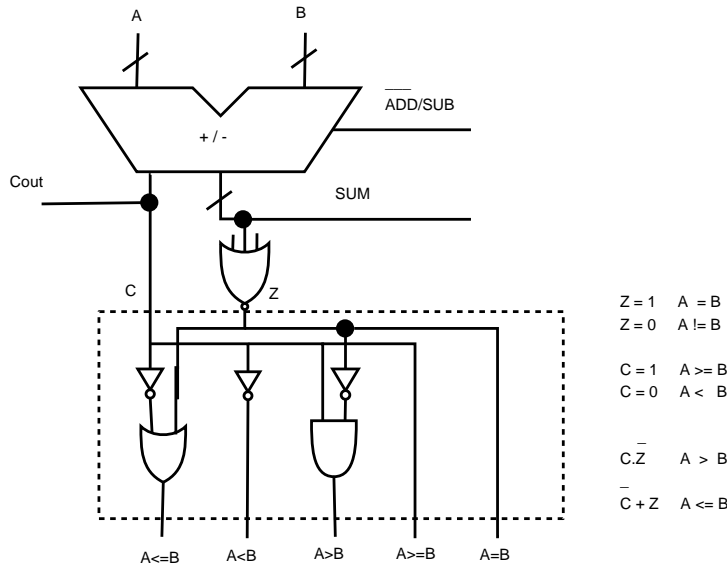 A
B
ADD/SUB
+ / -
Cout
SUM
C
Z
Z = 1 A = B
Z = 0 A != B
C = 1 A >= B
C = 0 A < B
C.Z̅ A > B
C̅ + Z A <= B
A<=B
A<B
A>B
A>=B
A=B